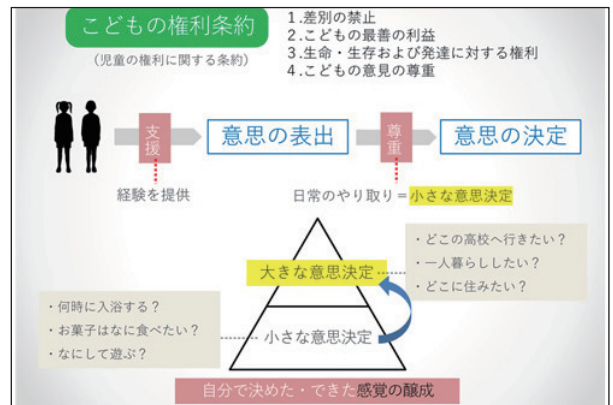 こどもの権利条約
(児童の権利に関する条約)
1.差別の禁止
2.こどもの最善の利益
3.生命・生存および発達に対する権利
4.こどもの意見の尊重
支援
意思の表出
尊重
意思の決定
経験を提供
日常のやり取り＝小さな意思決定
大きな意思決定
・どこの高校へ行きたい？
・一人暮らししたい？
・どこに住みたい？
・何時に入浴する？
・お菓子はなに食べたい？
・なにして遊ぶ？
小さな意思決定
自分で決めた・できた感覚の醸成